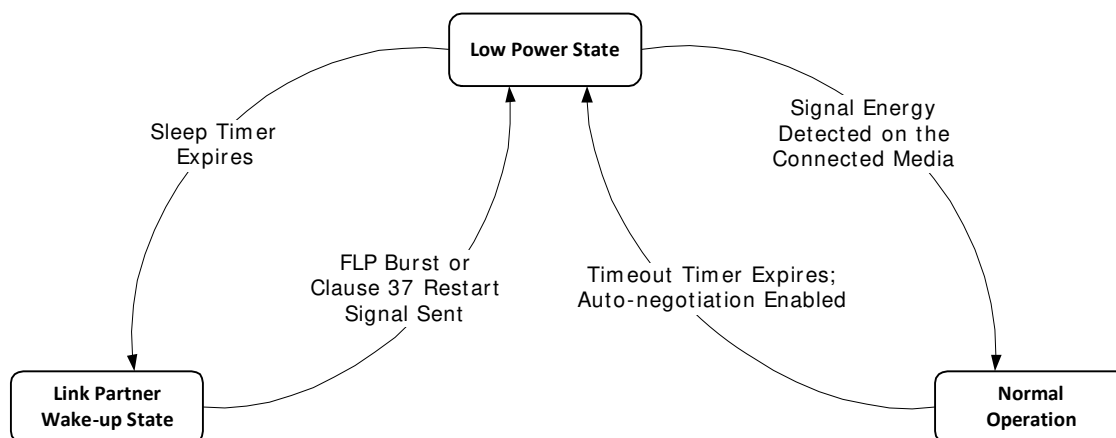 Low Power State
Sleep Timer
Expires
Signal Energy
Detected on the
Connected Media
FLP Burst or
Clause 37 Restart
Signal Sent
Timeout Timer Expires;
Auto-negotiation Enabled
Link Partner
Wake-up State
Normal
Operation